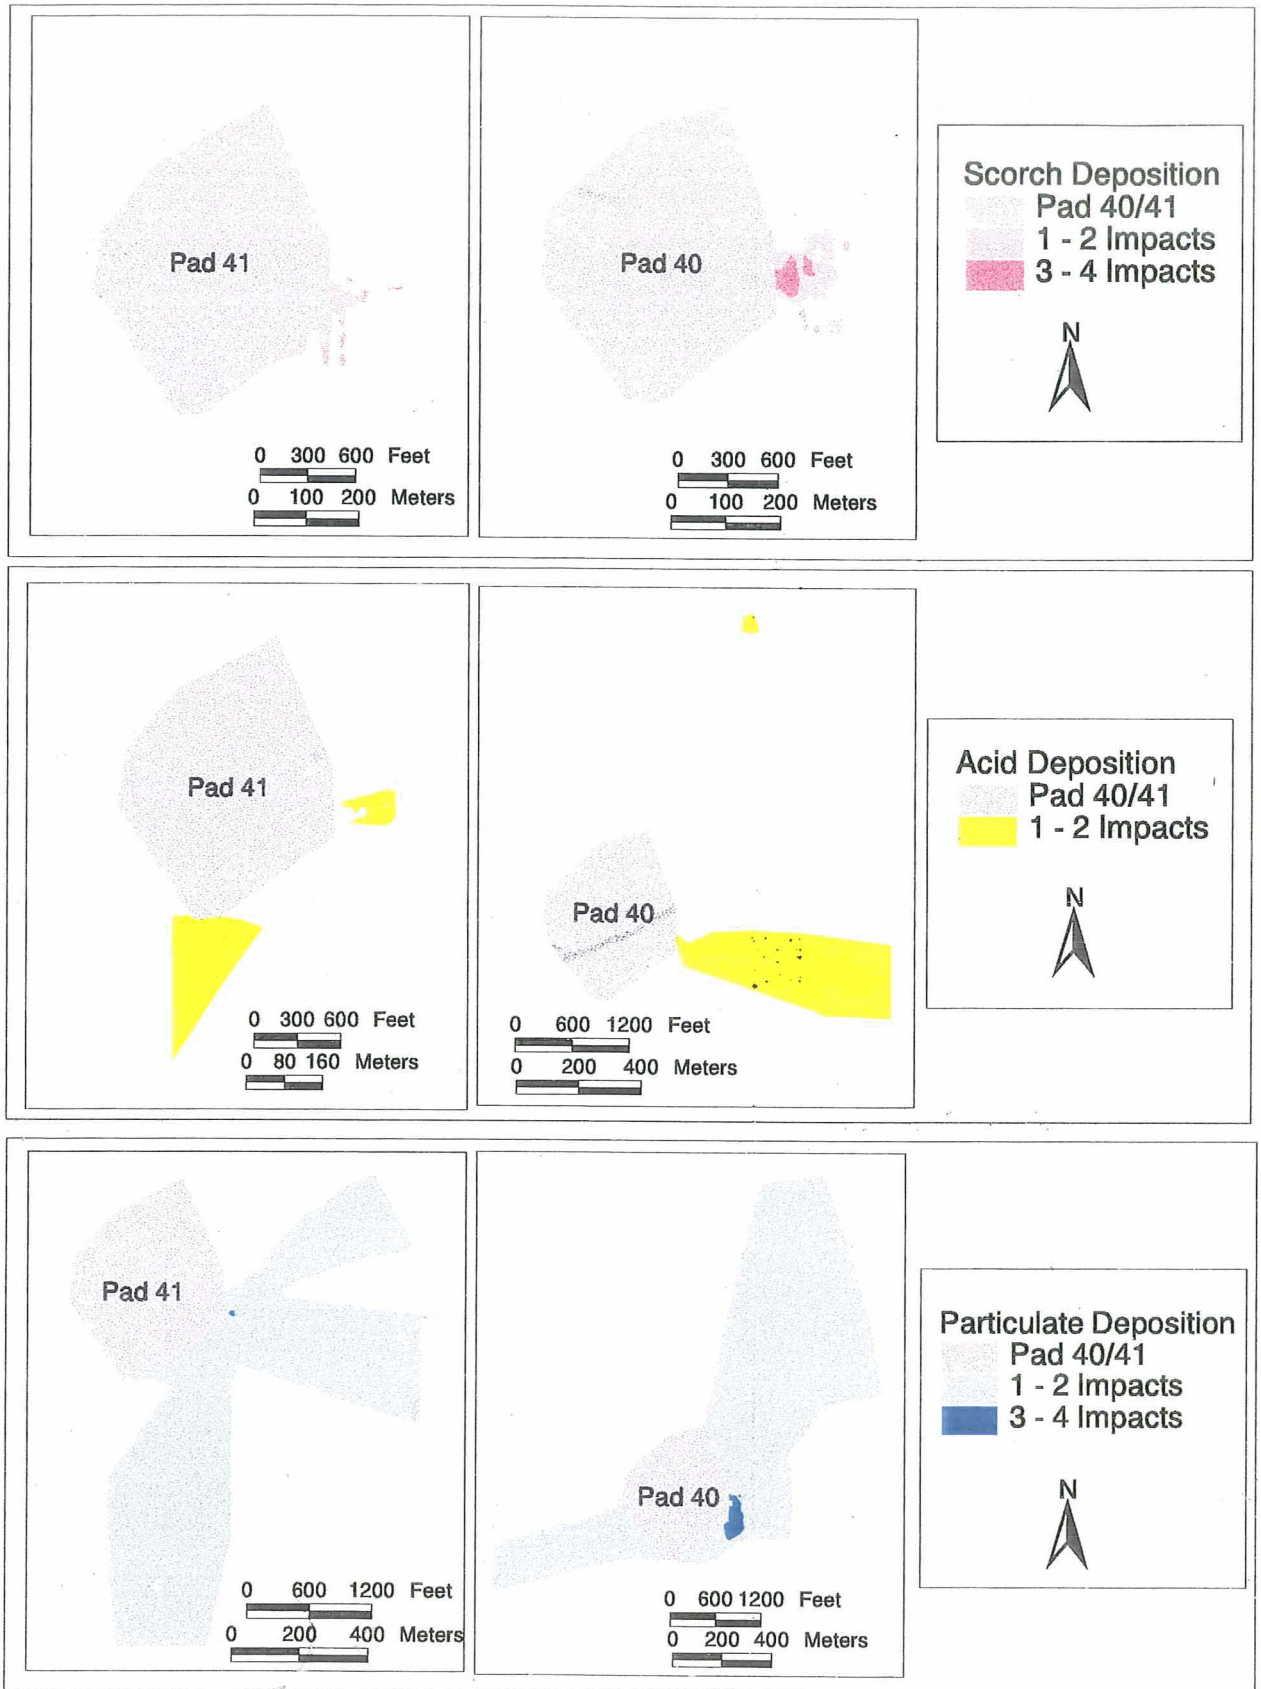 Pad 41
0 300 600 Feet
0 100 200 Meters
Pad 40
0 300 600 Feet
0 100 200 Meters
Scorch Deposition
Pad 40/41
1 - 2 Impacts
3 - 4 Impacts
N
Pad 41
0 300 600 Feet
0 80 160 Meters
Pad 40
0 600 1200 Feet
0 200 400 Meters
Acid Deposition
Pad 40/41
1 - 2 Impacts
N
Pad 41
0 600 1200 Feet
0 200 400 Meters
Pad 40
0 600 1200 Feet
0 200 400 Meters
Particulate Deposition
Pad 40/41
1 - 2 Impacts
3 - 4 Impacts
N